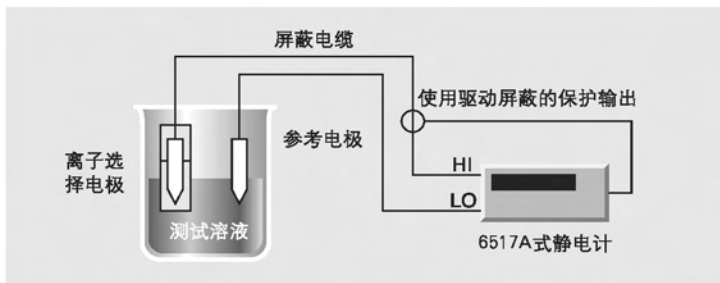 屏蔽电缆
使用驱动屏蔽的保护输出
参考电极
离子选
择电极
HI
LO
测试溶液
6517A式静电计